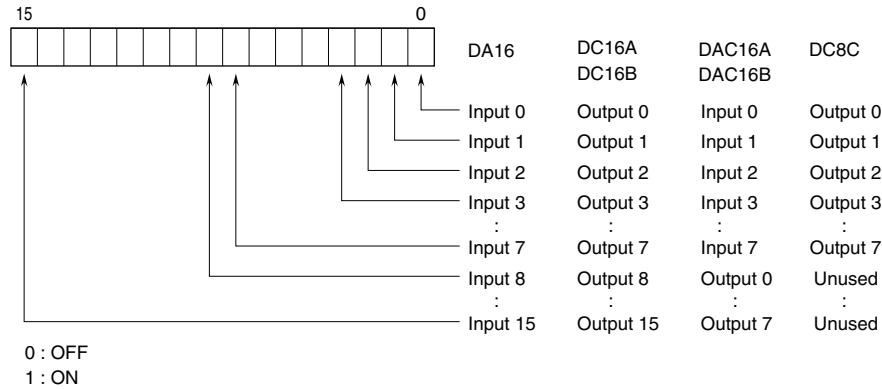 15 0
DA16 DC16A DAC16A DC8C
DC16B DAC16B
Input 0 Output 0 Input 0 Output 0
Input 1 Output 1 Input 1 Output 1
Input 2 Output 2 Input 2 Output 2
Input 3 Output 3 Input 3 Output 3
: : : :
Input 7 Output 7 Input 7 Output 7
Input 8 Output 8 Output 0 Unused
: : : :
Input 15 Output 15 Output 7 Unused
0 : OFF
1 : ON